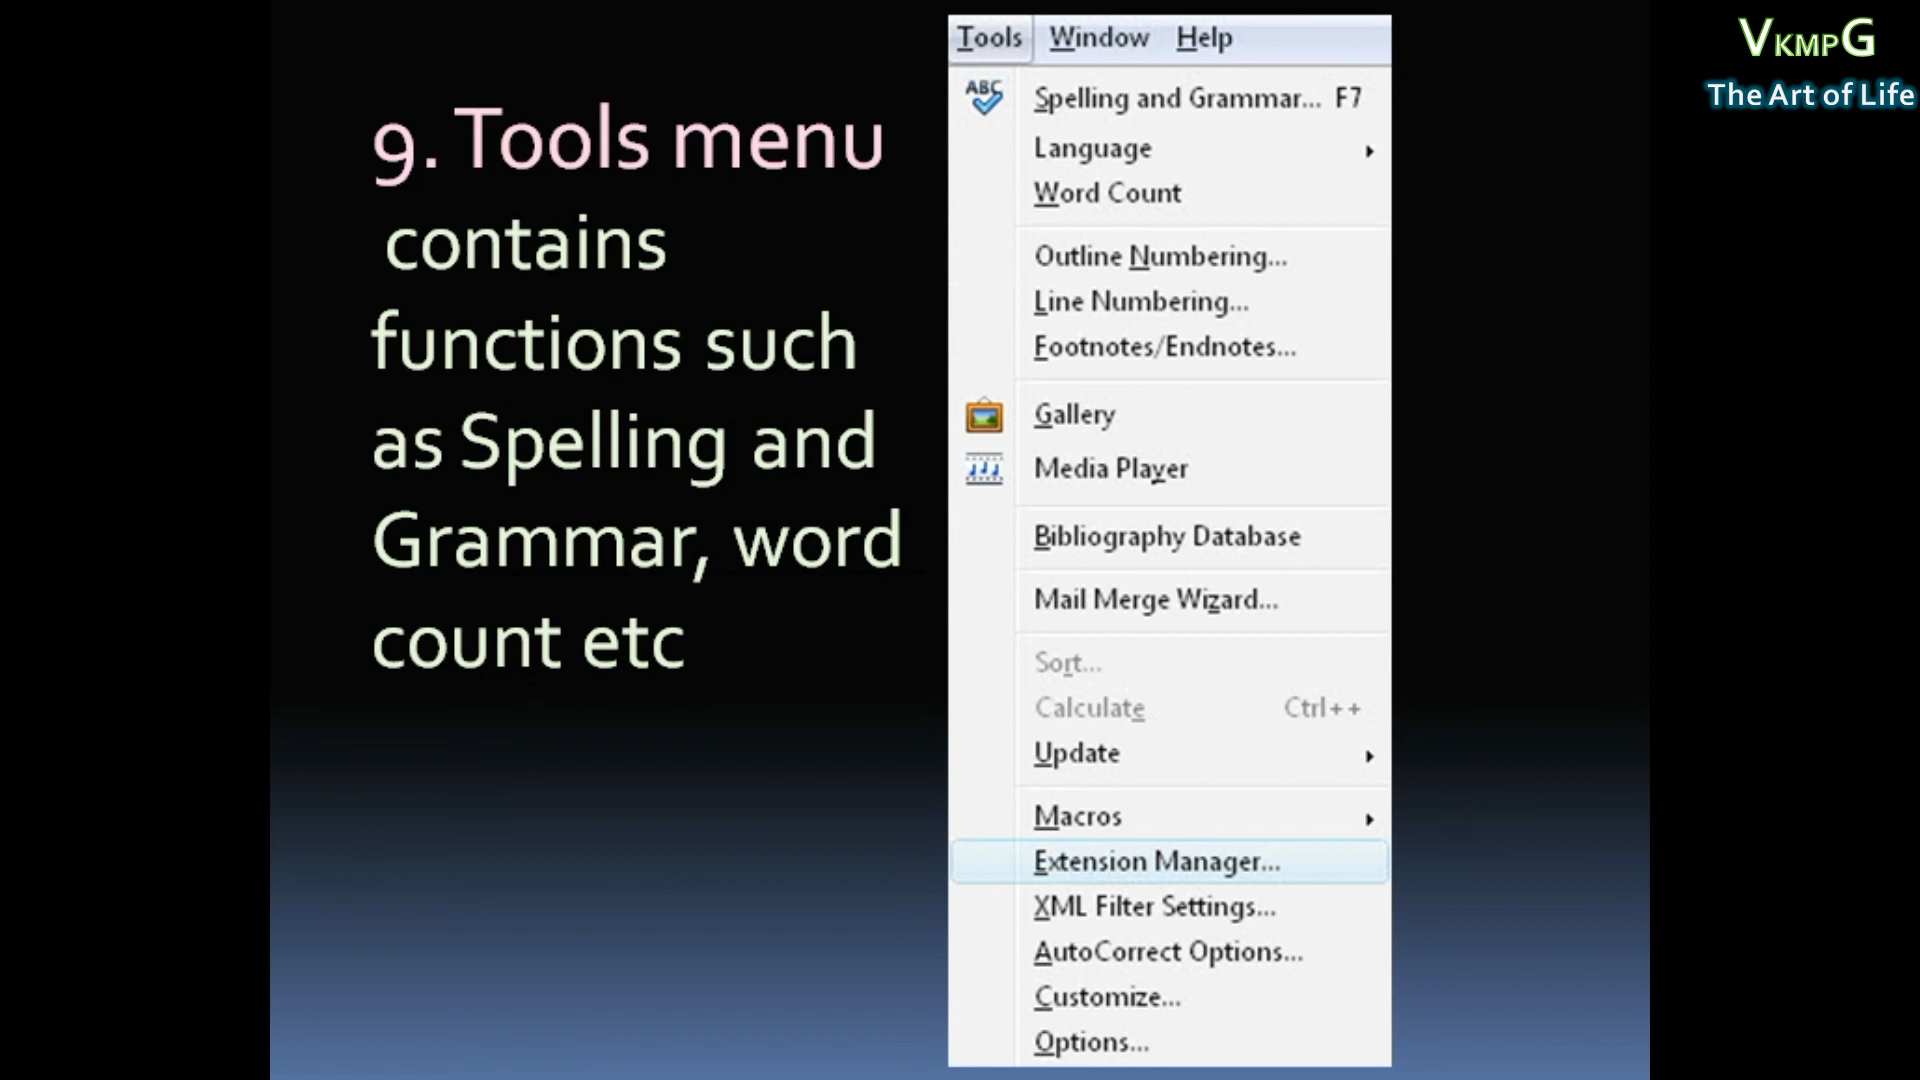 9. Tools menu
contains
functions such
as Spelling and
Grammar, word
count etc
Tools Window Help
Spelling and Grammar... F7
Language
Word Count
Outline Numbering...
Line Numbering...
Footnotes/Endnotes...
Gallery
Media Player
Bibliography Database
Mail Merge Wizard...
Sort...
Calculate Ctrl++
Update
Macros
Extension Manager...
XML Filter Settings...
AutoCorrect Options...
Customize...
Options...
ABC
VKMPG
The Art of Life